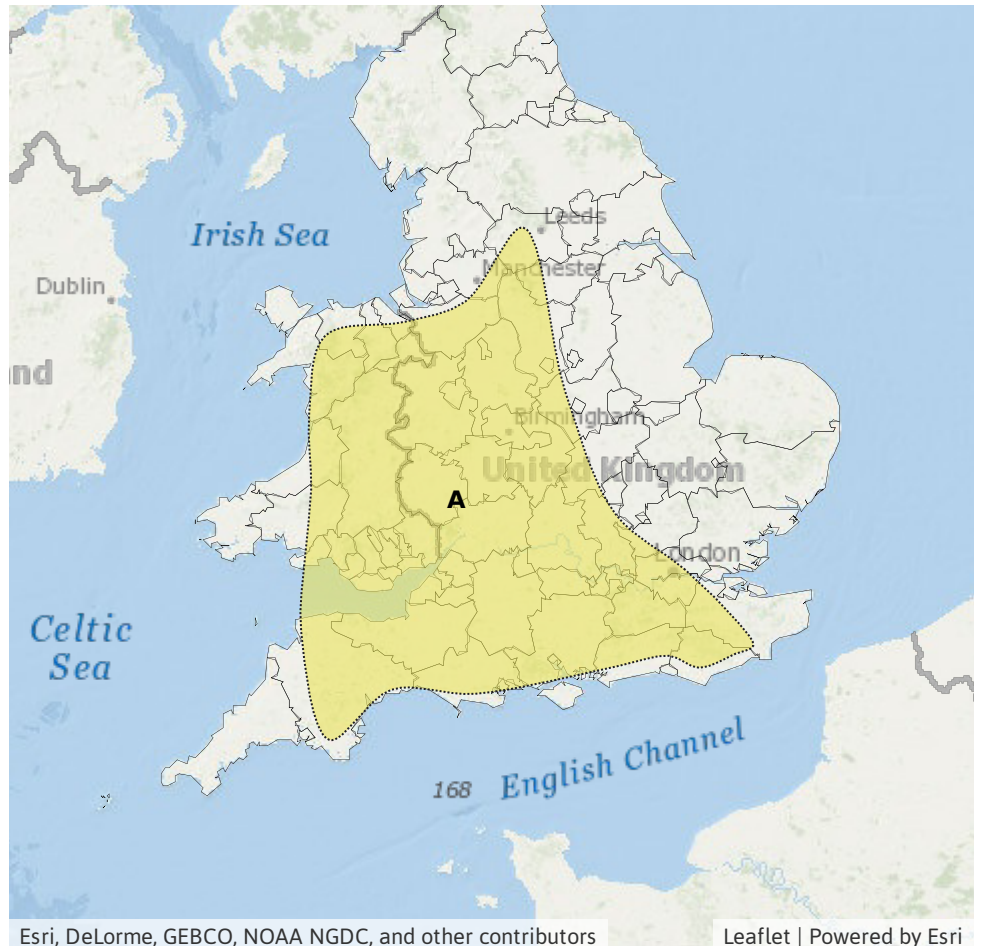 Leeds
Irish Sea
Manchester
Dublin
nd
Birmingham
United Kingdom
A
London
Celtic
Sea
English Channel
168
Esri, DeLorme, GEBCO, NOAA NGDC, and other contributors
Leaflet | Powered by Esri